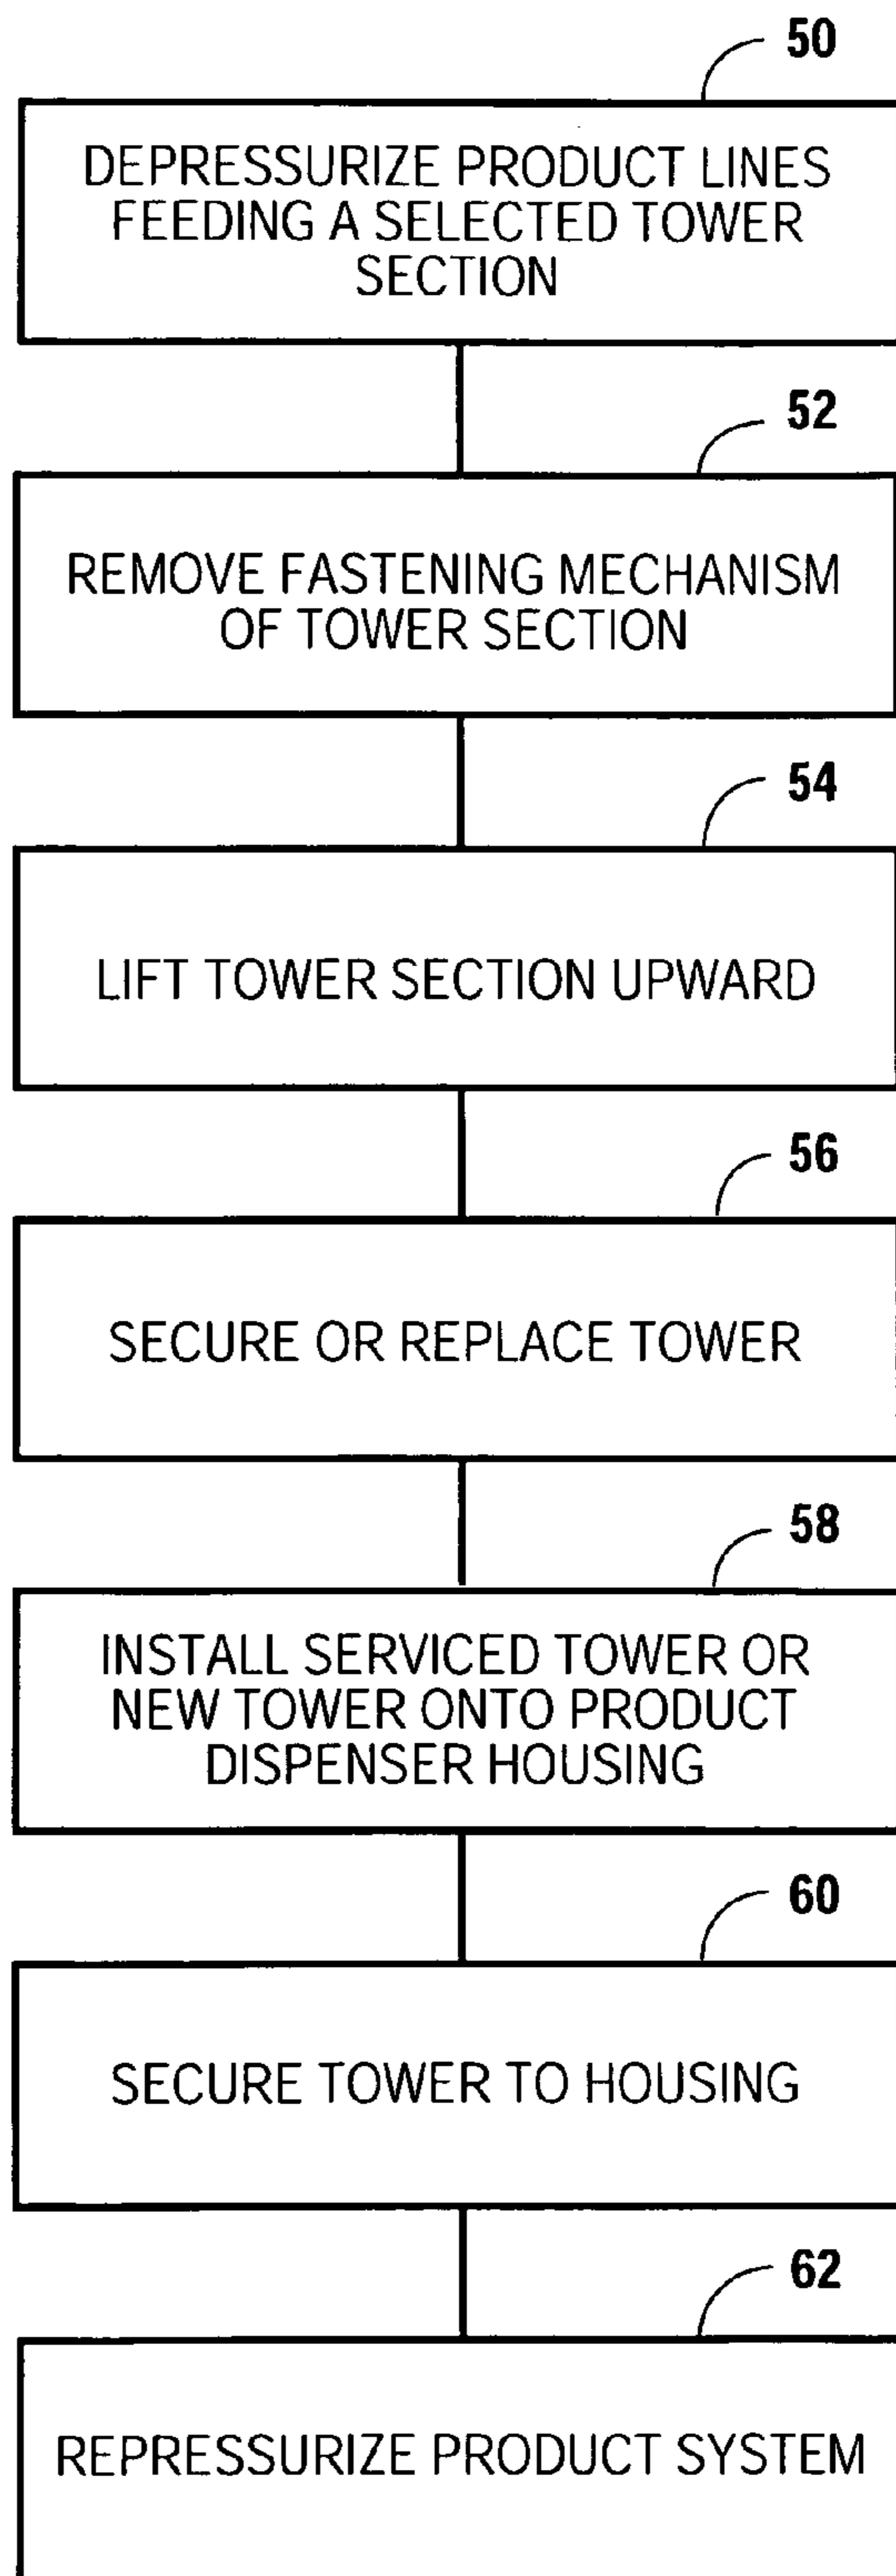 50
DEPRESSURIZE PRODUCT LINES
FEEDING A SELECTED TOWER
SECTION
52
REMOVE FASTENING MECHANISM
OF TOWER SECTION
54
LIFT TOWER SECTION UPWARD
56
SECURE OR REPLACE TOWER
58
INSTALL SERVICED TOWER OR
NEW TOWER ONTO PRODUCT
DISPENSER HOUSING
60
SECURE TOWER TO HOUSING
62
REPRESSURIZE PRODUCT SYSTEM